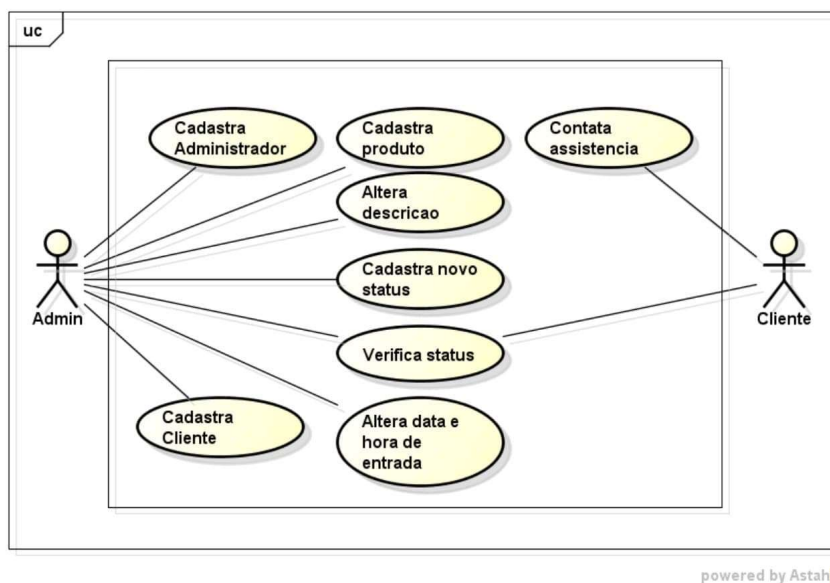 uc
Cadastra
Administrador
Cadastra
produto
Contata
assistencia
Altera
descricao
Cadastra novo
status
Admin
Cliente
Verifica status
Cadastra
Cliente
Altera data e
hora de
entrada
powered by Astah